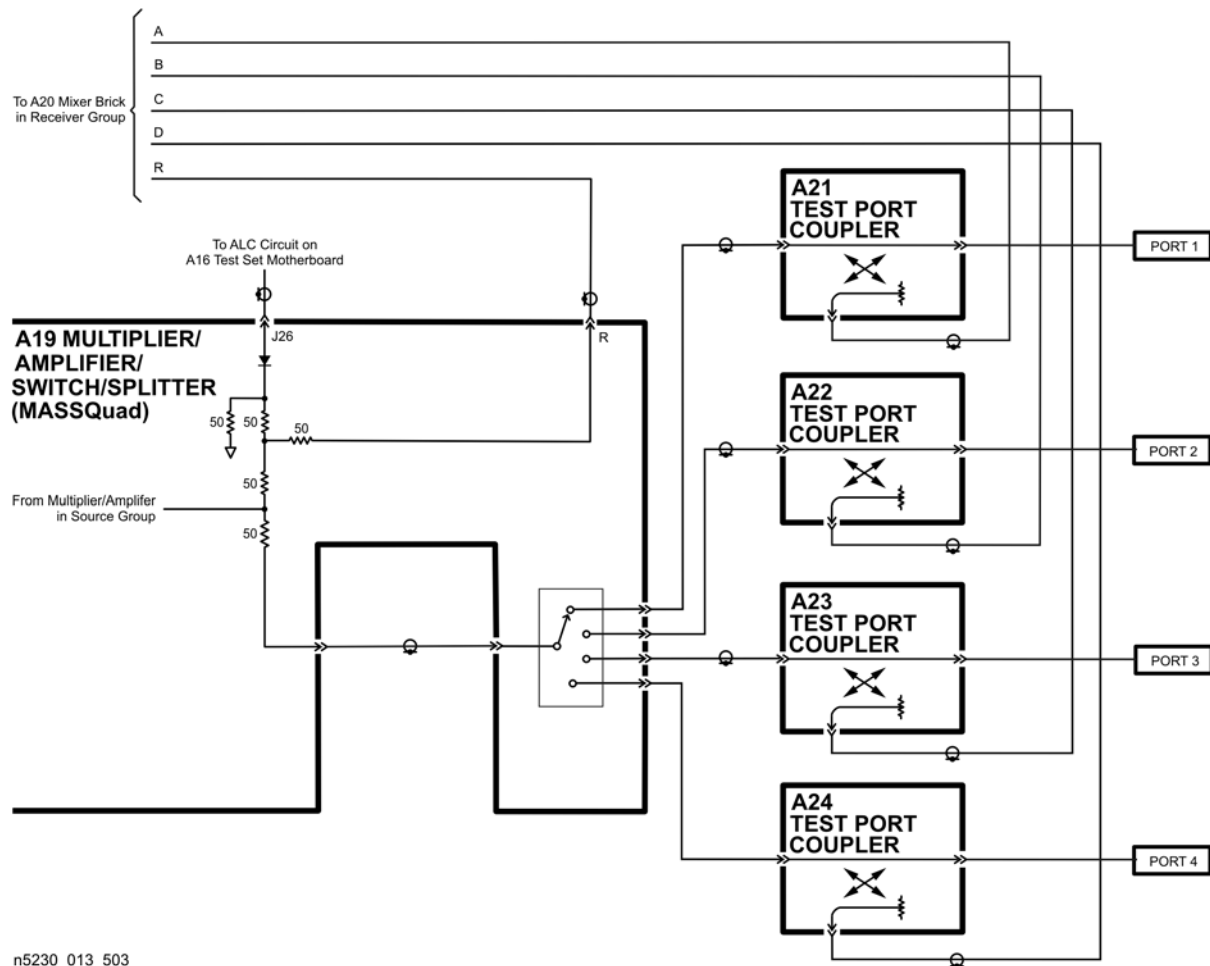 A
B
C
D
R
To A20 Mixer Brick
in Receiver Group
To ALC Circuit on
A16 Test Set Motherboard
J26
R
A19 MULTIPLIER/
AMPLIFIER/
SWITCH/SPLITTER
(MASSQuad)
50
50
50
50
50
From Multiplier/Amplifer
in Source Group
A21
TEST PORT
COUPLER
PORT 1
A22
TEST PORT
COUPLER
PORT 2
A23
TEST PORT
COUPLER
PORT 3
A24
TEST PORT
COUPLER
PORT 4
n5230_013_503